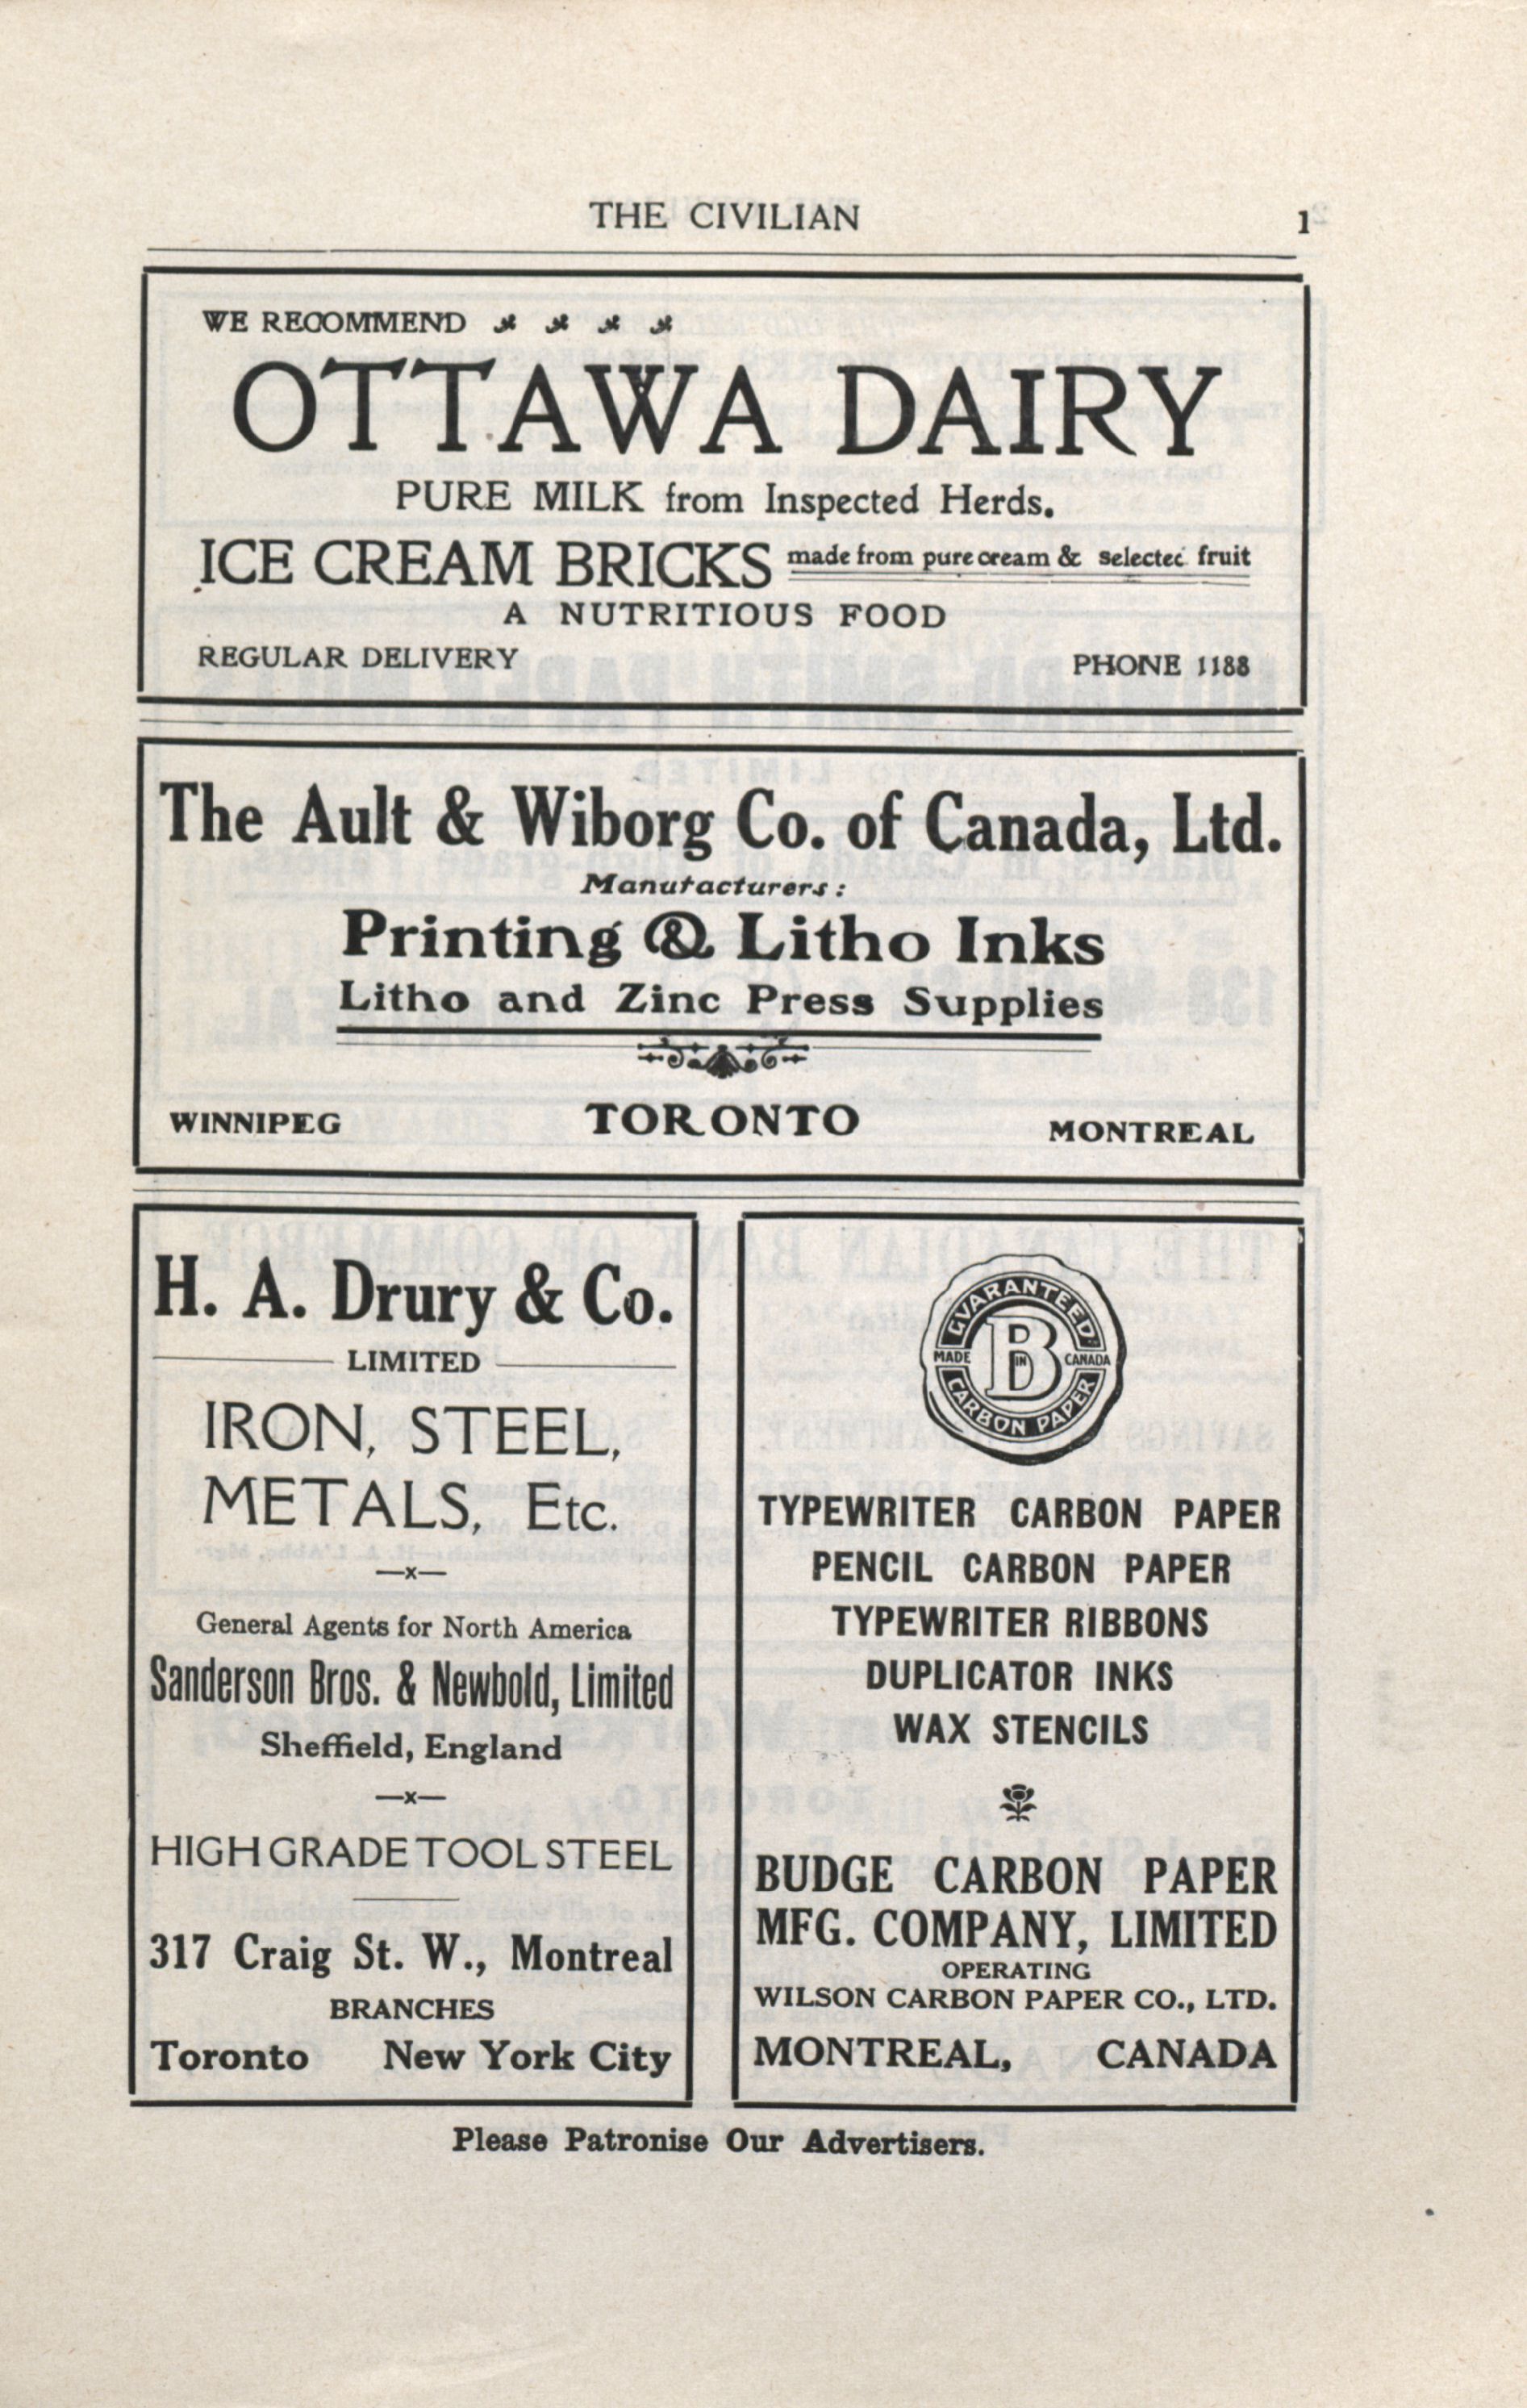 THE CIVILIAN 1
WE RECOMMEND
OTTAWA DAIRY
PURE MILK from Inspected Herds.
ICE CREAM BRICKS made from pure cream & selected fruit
A NUTRITIOUS FOOD
REGULAR DELIVERY PHONE 1188
The Ault & Wiborg Co. of Canada, Ltd.
Manufacturers:
Printing & Litho Inks
Litho and Zinc Press Supplies
WINNIPEG TORONTO MONTREAL
H. A. Drury & Co.
LIMITED
IRON, STEEL,
METALS, Etc.
—x—
General Agents for North America
Sanderson Bros. & Newbold, Limited
Sheffield, England
—x—
HIGH GRADE TOOL STEEL
317 Craig St. W., Montreal
BRANCHES
Toronto New York City
GVARANTEED
B
MADE IN CANADA
CARBON PAPER
TYPEWRITER CARBON PAPER
PENCIL CARBON PAPER
TYPEWRITER RIBBONS
DUPLICATOR INKS
WAX STENCILS
BUDGE CARBON PAPER
MFG. COMPANY, LIMITED
OPERATING
WILSON CARBON PAPER CO., LTD.
MONTREAL, CANADA
Please Patronise Our Advertisers.